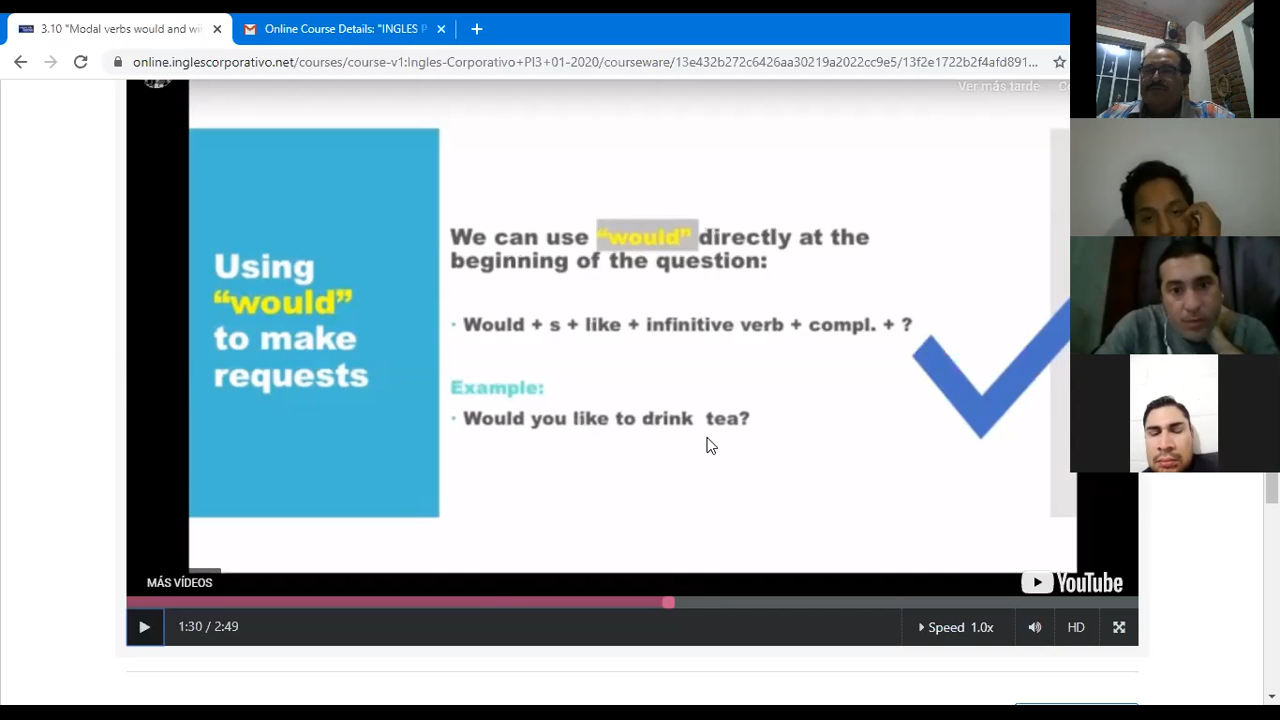 3.10 "Modal verbs would and wi
Online Course Details: "INGLES P
online.inglescorporativo.net/courses/course-v1:Ingles-Corporativo+PI3+01-2020/courseware/13e432b272c6426aa30219a2022cc9e5/13f2e1722b2f4afd891...
Ver más tarde
Using
"would"
to make
requests
We can use "would" directly at the
beginning of the question:
· Would + s + like + infinitive verb + compl. + ?
Example:
· Would you like to drink tea?
MÁS VÍDEOS
YouTube
1:30 / 2:49
Speed 1.0x
HD